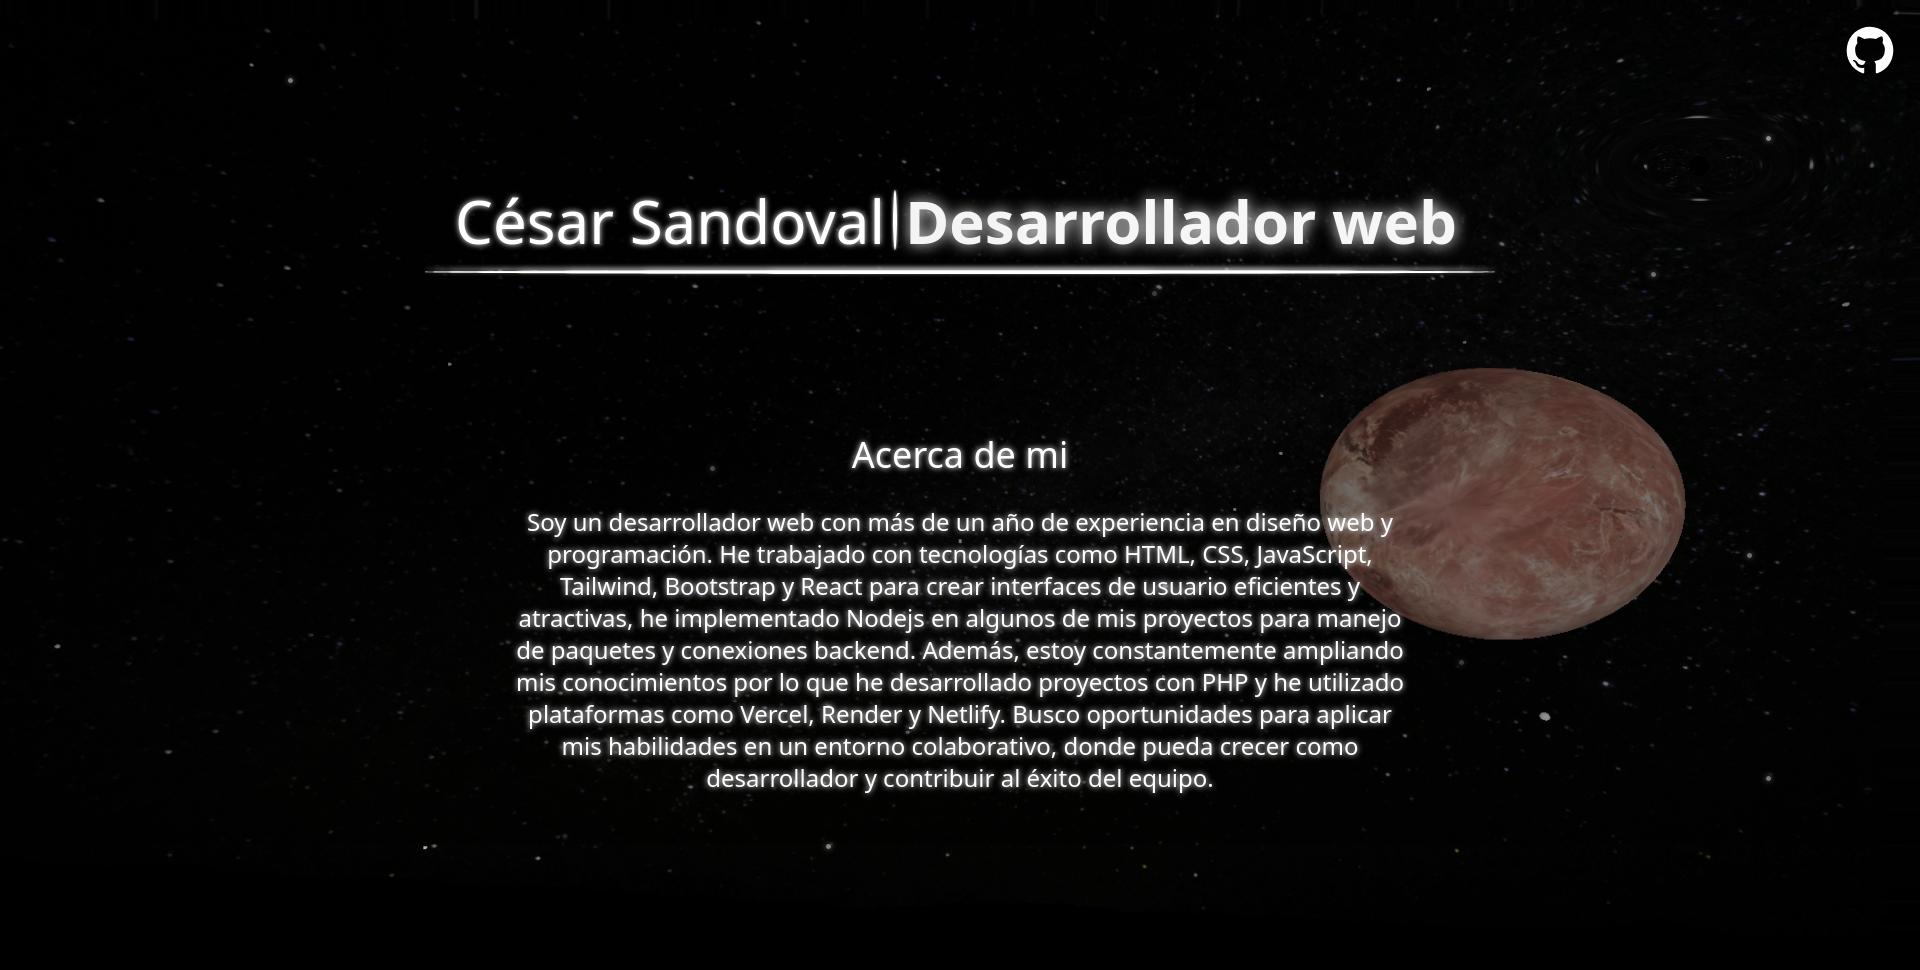 César Sandoval Desarrollador web
Acerca de mi
Soy un desarrollador web con más de un año de experiencia en diseño web y
programación. He trabajado con tecnologías como HTML, CSS, JavaScript,
Tailwind, Bootstrap y React para crear interfaces de usuario eficientes y
atractivas, he implementado Nodejs en algunos de mis proyectos para manejo
de paquetes y conexiones backend. Además, estoy constantemente ampliando
mis conocimientos por lo que he desarrollado proyectos con PHP y he utilizado
plataformas como Vercel, Render y Netlify. Busco oportunidades para aplicar
mis habilidades en un entorno colaborativo, donde pueda crecer como
desarrollador y contribuir al éxito del equipo.